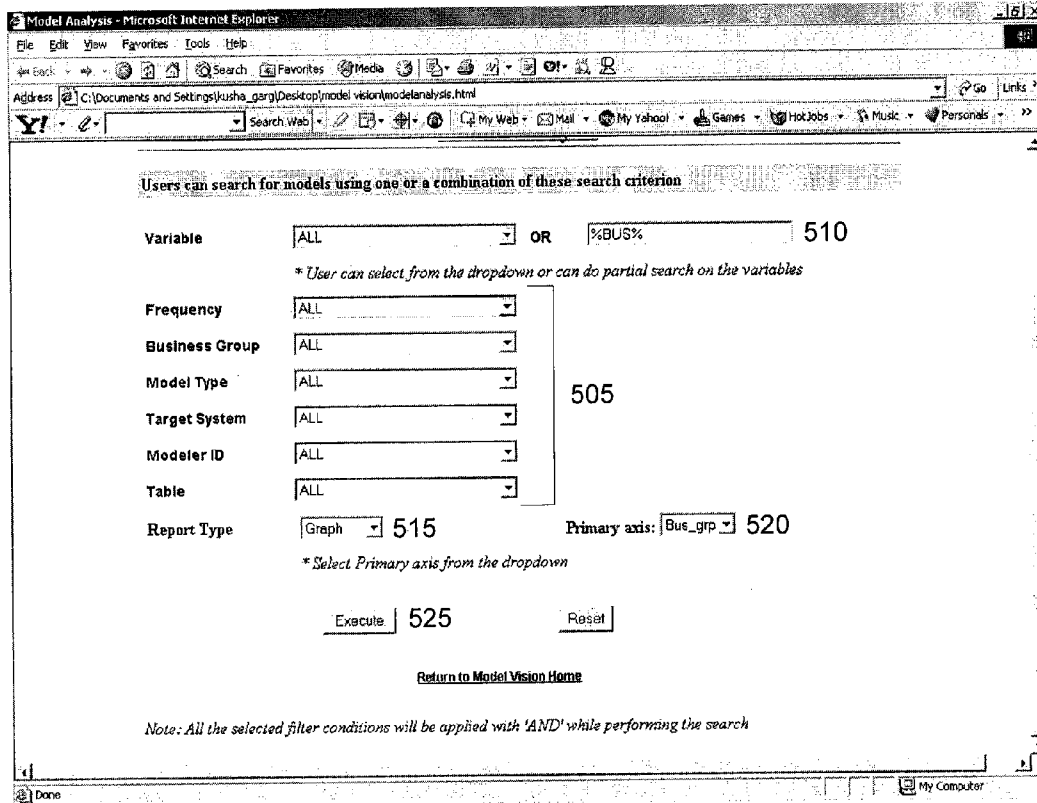 Model Analysis - Microsoft Internet Explorer
File Edit View Favorites Tools Help
Back Search Favorites Media
Address C:\Documents and Settings\kusha_garg\Desktop\model vision\modelanalysis.html Go Links
Y! Search Web My Web Mail My Yahoo! Games HotJobs Music Personals »
Users can search for models using one or a combination of these search criterion
Variable ALL OR %BUS% 510
* User can select from the dropdown or can do partial search on the variables
Frequency ALL
Business Group ALL
Model Type ALL
505
Target System ALL
Modeler ID ALL
Table ALL
Report Type Graph 515 Primary axis: Bus_grp 520
* Select Primary axis from the dropdown
Execute 525 Reset
Return to Model Vision Home
Note: All the selected filter conditions will be applied with 'AND' while performing the search
Done My Computer